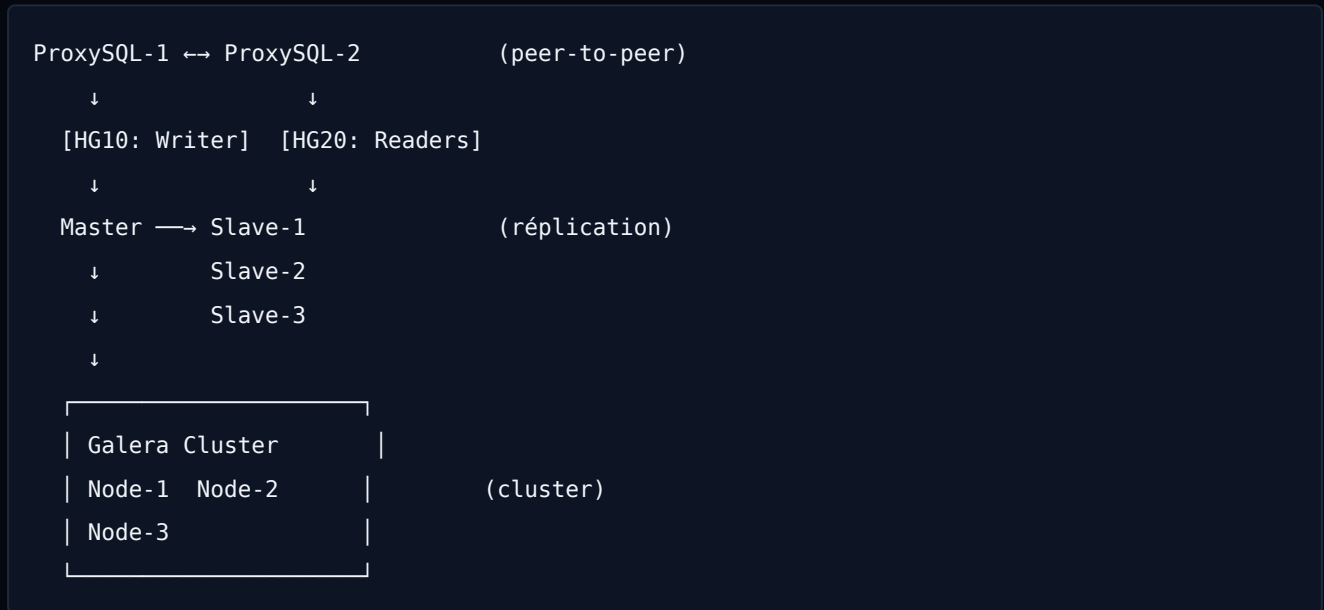 ProxySQL-1 ←→ ProxySQL-2          (peer-to-peer)
    ↓               ↓
  [HG10: Writer]  [HG20: Readers]
    ↓               ↓
  Master ──→ Slave-1              (réplication)
    ↓        Slave-2
    ↓        Slave-3
    ↓
  ┌─────────────────────┐
  │ Galera Cluster       │
  │ Node-1  Node-2      │        (cluster)
  │ Node-3              │
  └─────────────────────┘